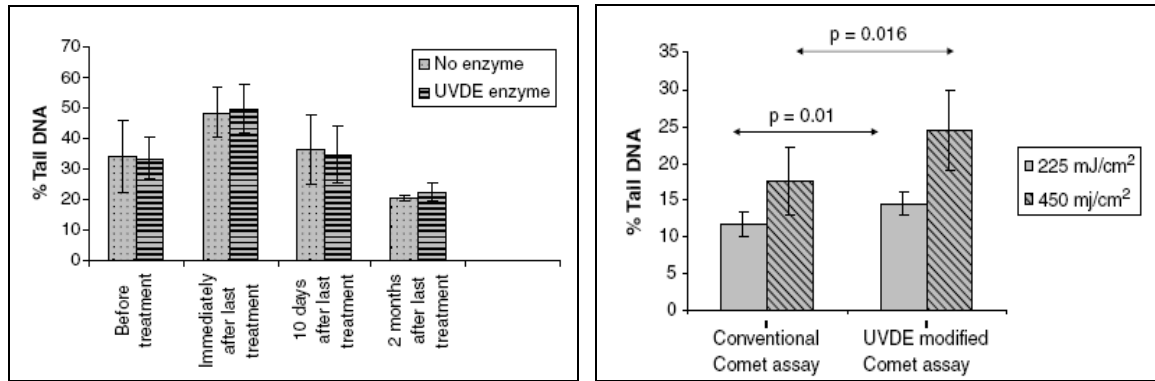 70
60
50
40
30
20
10
0
% Tail DNA
No enzyme
UVDE enzyme
Before
treatment
Immediately
after last
treatment
10 days
after last
treatment
2 months
after last
treatment
p = 0.016
35
30
25
20
15
10
5
0
% Tail DNA
p = 0.01
225 mJ/cm²
450 mj/cm²
Conventional
Comet assay
UVDE modified
Comet assay